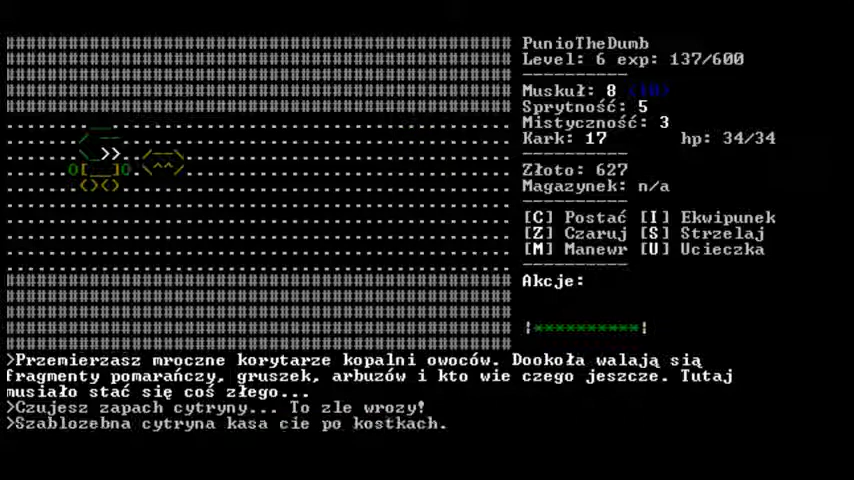 PunioTheDumb
Level: 6 exp: 137/600
Muskuł: 8 (10)
Sprytność: 5
Mistyczność: 3
Kark: 17 hp: 34/34
Złoto: 627
Magazynek: n/a
[C] Postać [I] Ekwipunek
[Z] Czaruj [S] Strzelaj
[M] Manewr [U] Ucieczka
Akcje:
>Przemierzasz mroczne korytarze kopalni owoców. Dookoła walają sią
fragmenty pomarańczy, gruszek, arbuzów i kto wie czego jeszcze. Tutaj
musiało stać się coś złego...
>Czujesz zapach cytryny... To zle wrozy!
>Szablozebna cytryna kasa cie po kostkach.